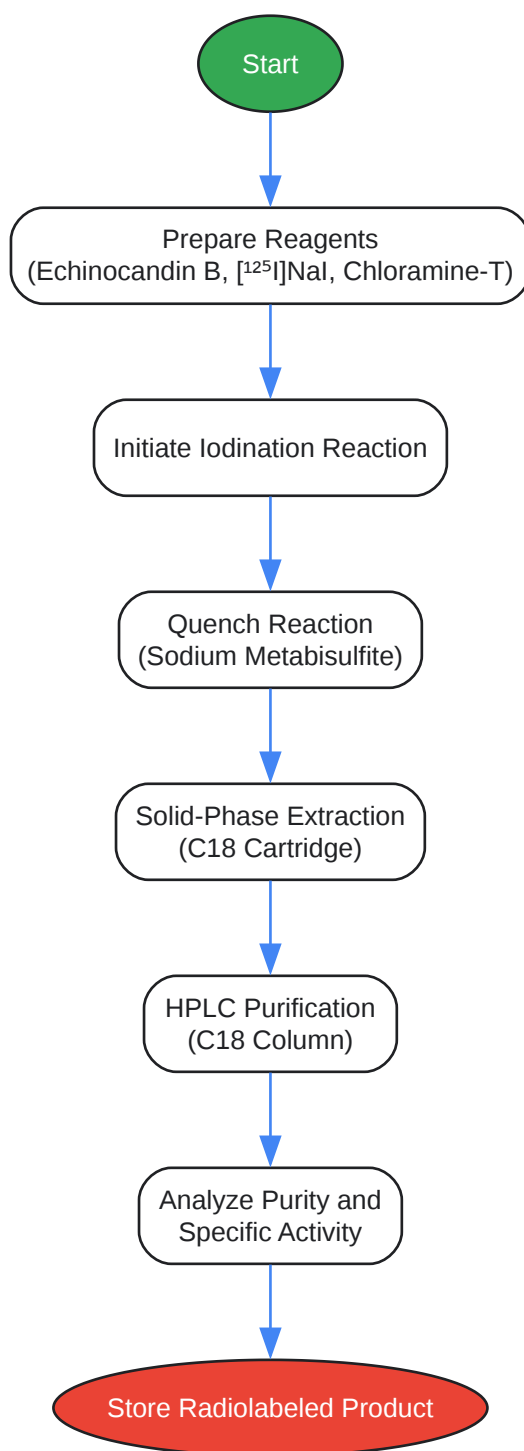 Start
Prepare Reagents
(Echinocandin B, [¹²⁵I]NaI, Chloramine-T)
Initiate Iodination Reaction
Quench Reaction
(Sodium Metabisulfite)
Solid-Phase Extraction
(C18 Cartridge)
HPLC Purification
(C18 Column)
Analyze Purity and
Specific Activity
Store Radiolabeled Product